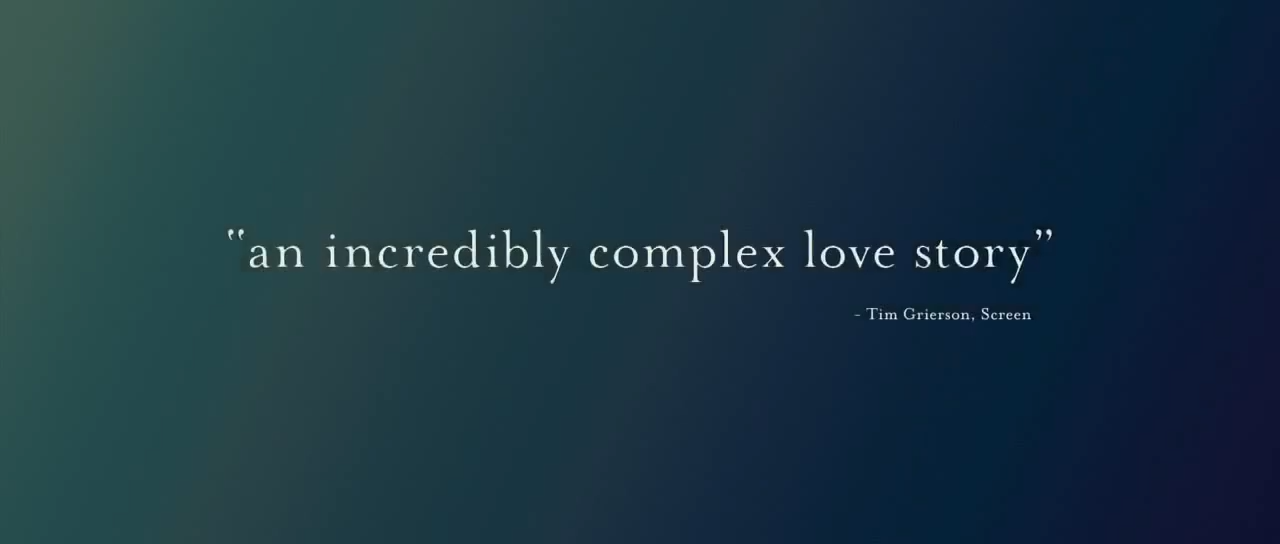 “an incredibly complex love story”
- Tim Grierson, Screen